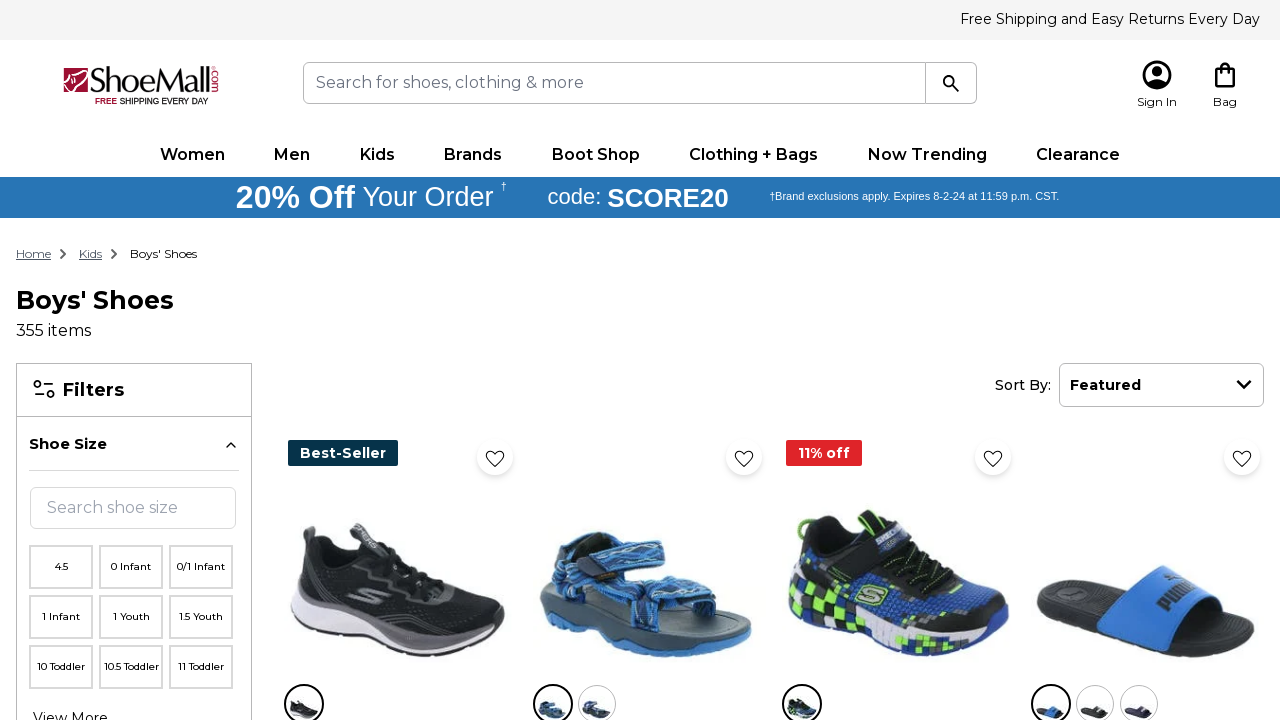 Free Shipping and Easy Returns Every Day
ShoeMall.com
FREE SHIPPING EVERY DAY
Search for shoes, clothing & more
Sign In
Bag
Women Men Kids Brands Boot Shop Clothing + Bags Now Trending Clearance
20% Off Your Order † code: SCORE20 †Brand exclusions apply. Expires 8-2-24 at 11:59 p.m. CST.
Home Kids Boys' Shoes
Boys' Shoes
355 items
Filters
Sort By: Featured
Shoe Size
Search shoe size
4.5 0 Infant 0/1 Infant
1 Infant 1 Youth 1.5 Youth
10 Toddler 10.5 Toddler 11 Toddler
View More
Best-Seller
11% off
SKECHERS
PUMA